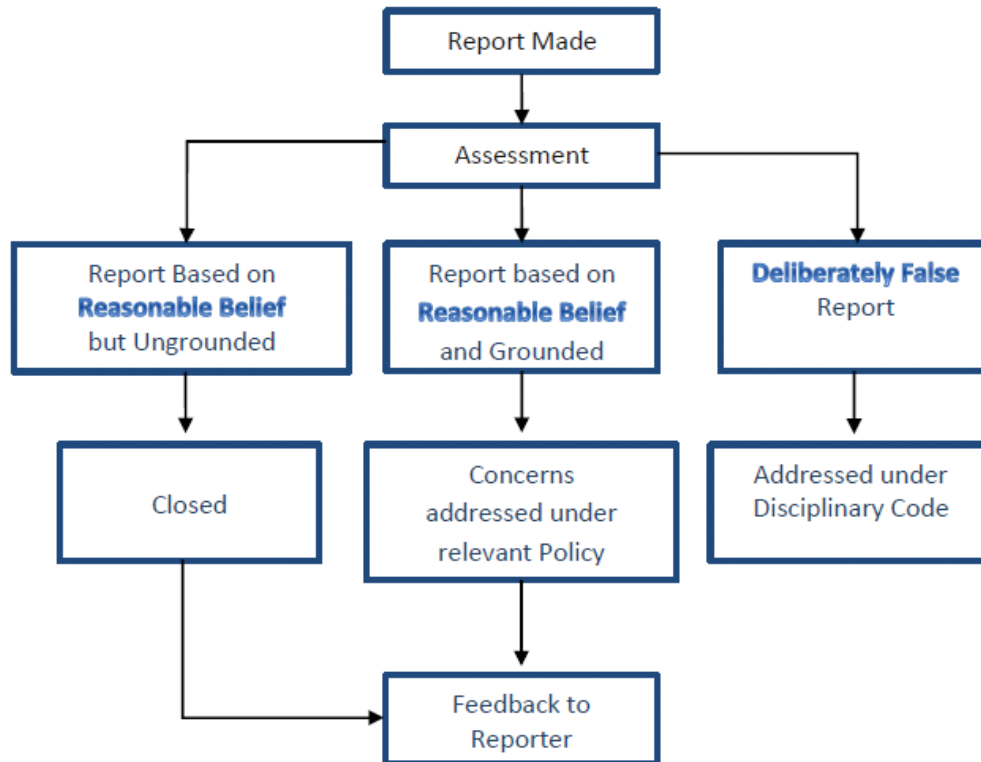 Report Made
Assessment
Report Based on
Reasonable Belief
but Ungrounded
Report based on
Reasonable Belief
and Grounded
Deliberately False
Report
Closed
Concerns
addressed under
relevant Policy
Addressed under
Disciplinary Code
Feedback to
Reporter